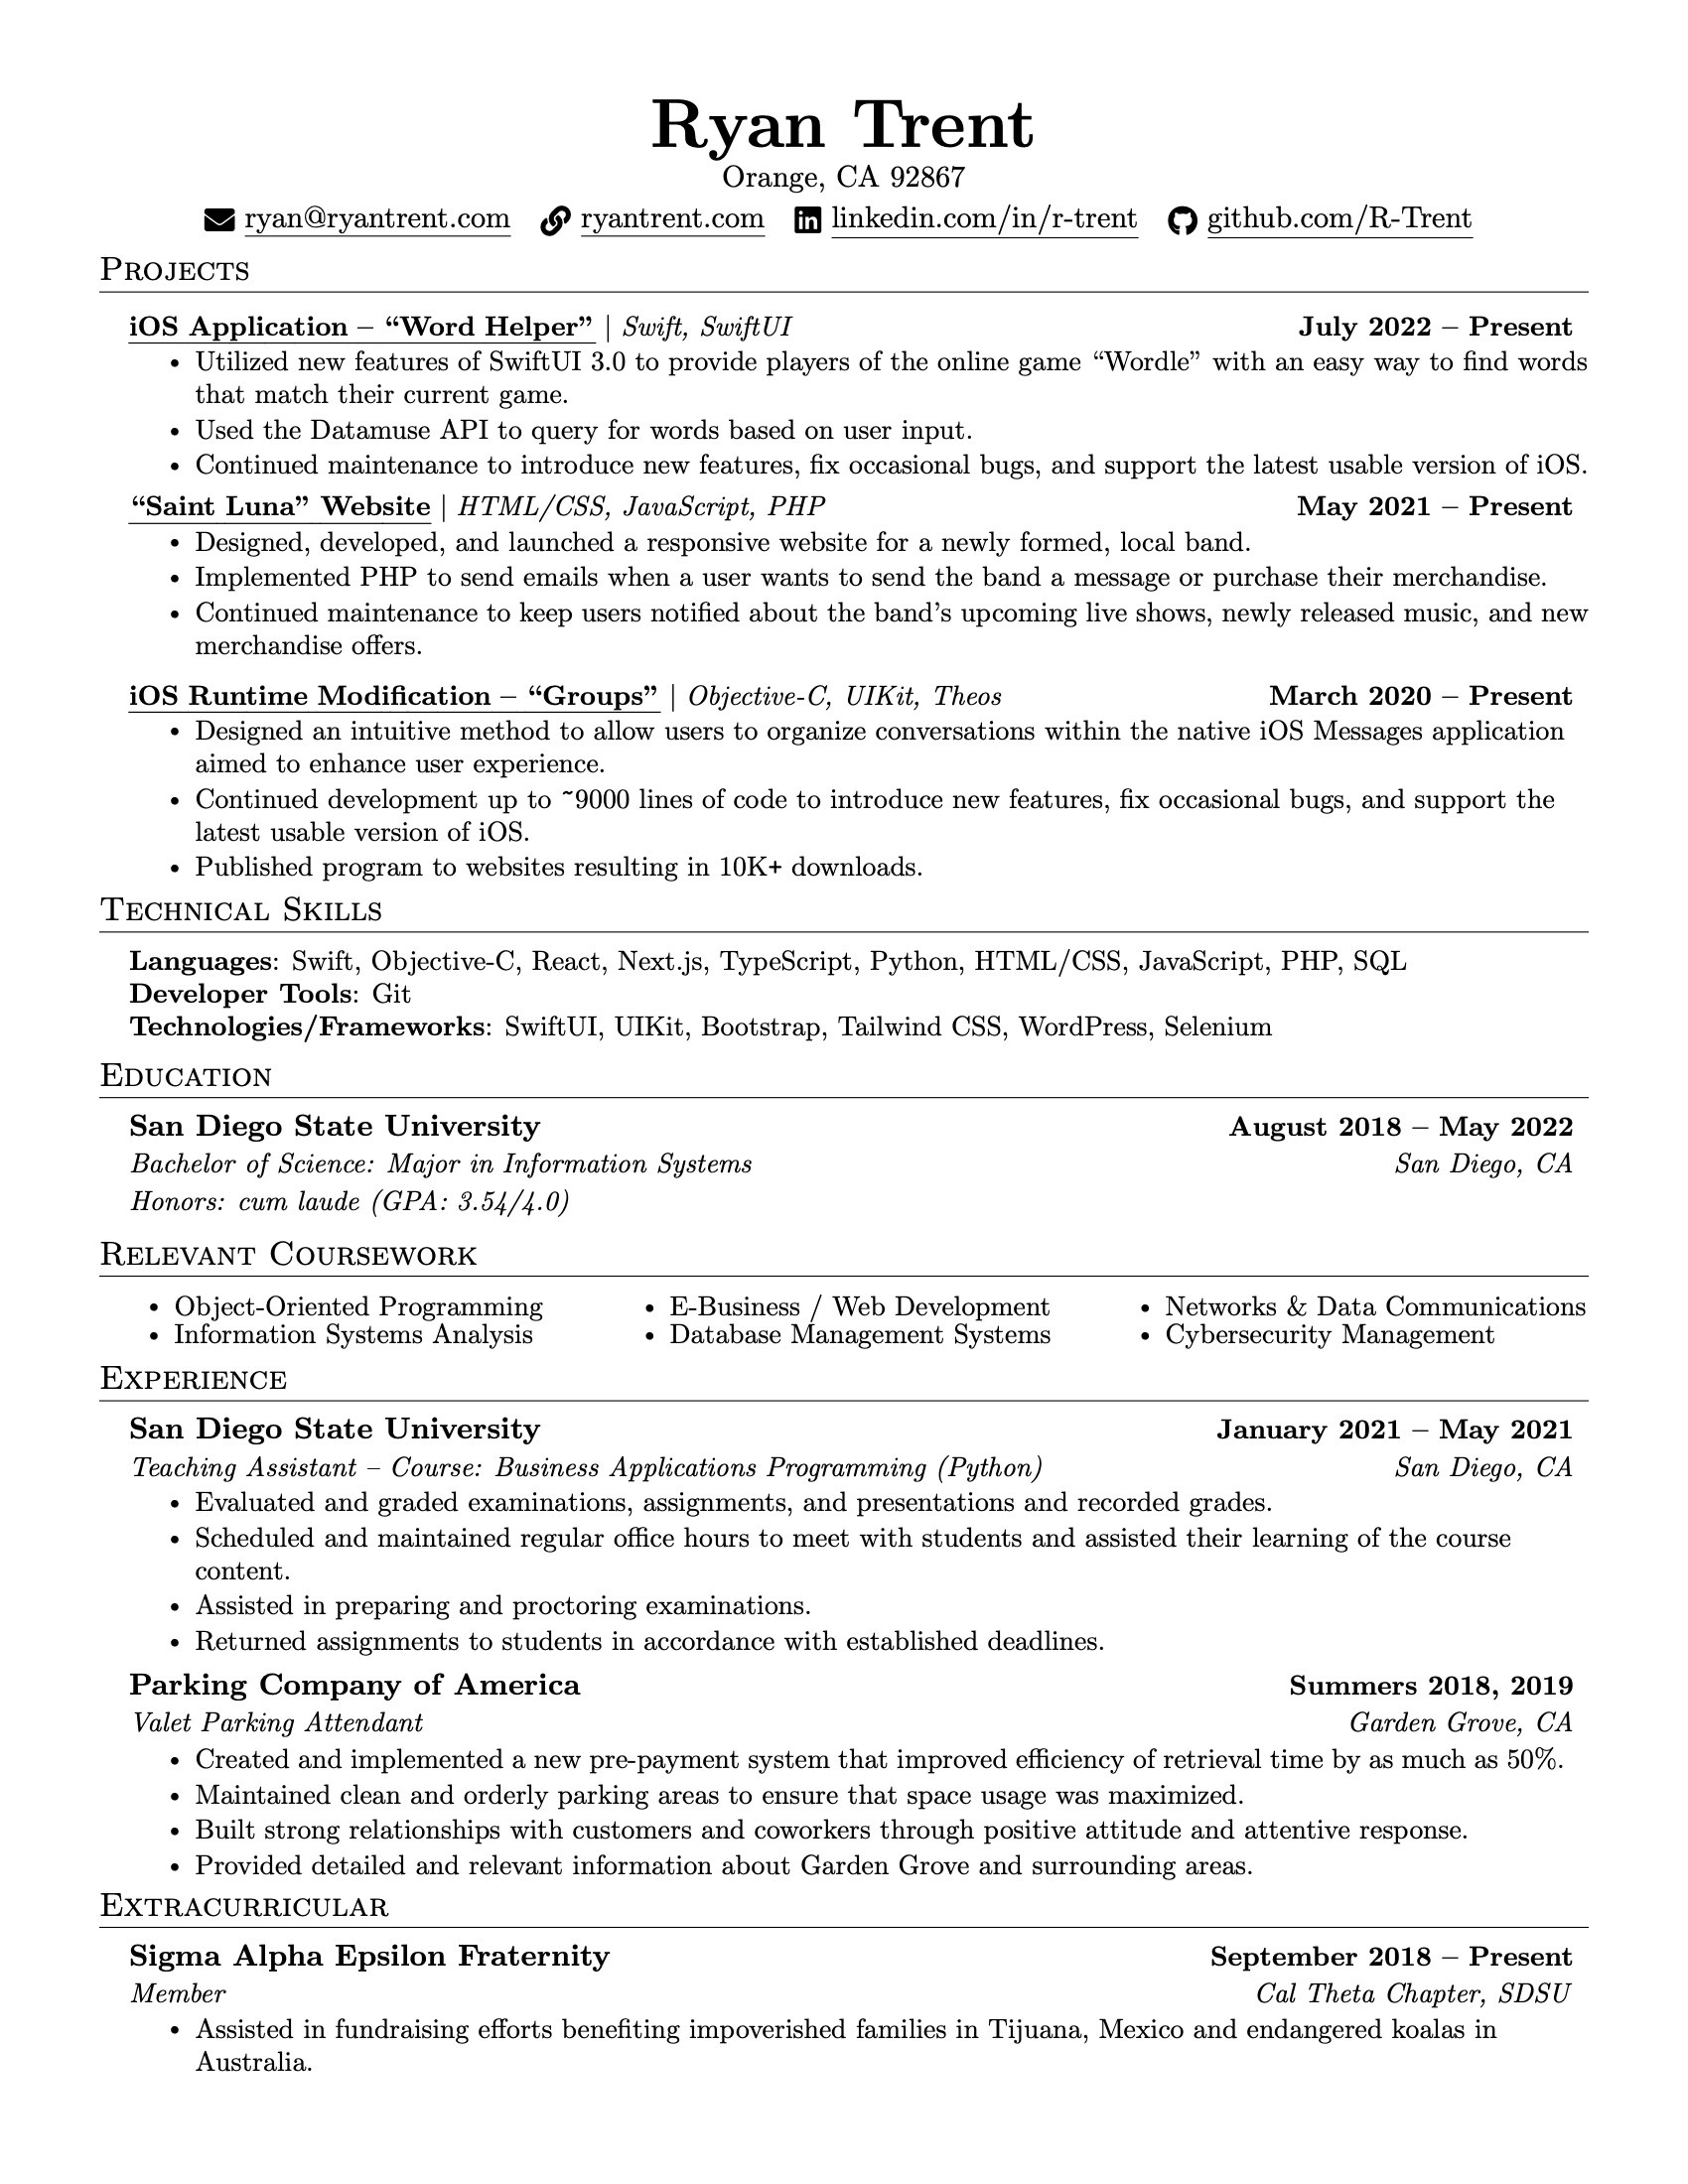 Ryan Trent
Orange, CA 92867
ryan@ryantrent.com ryantrent.com linkedin.com/in/r-trent github.com/R-Trent
Projects
iOS Application – “Word Helper” | Swift, SwiftUI July 2022 – Present
• Utilized new features of SwiftUI 3.0 to provide players of the online game “Wordle” with an easy way to find words
that match their current game.
• Used the Datamuse API to query for words based on user input.
• Continued maintenance to introduce new features, fix occasional bugs, and support the latest usable version of iOS.
“Saint Luna” Website | HTML/CSS, JavaScript, PHP May 2021 – Present
• Designed, developed, and launched a responsive website for a newly formed, local band.
• Implemented PHP to send emails when a user wants to send the band a message or purchase their merchandise.
• Continued maintenance to keep users notified about the band’s upcoming live shows, newly released music, and new
merchandise offers.
iOS Runtime Modification – “Groups” | Objective-C, UIKit, Theos March 2020 – Present
• Designed an intuitive method to allow users to organize conversations within the native iOS Messages application
aimed to enhance user experience.
• Continued development up to ~9000 lines of code to introduce new features, fix occasional bugs, and support the
latest usable version of iOS.
• Published program to websites resulting in 10K+ downloads.
Technical Skills
Languages: Swift, Objective-C, React, Next.js, TypeScript, Python, HTML/CSS, JavaScript, PHP, SQL
Developer Tools: Git
Technologies/Frameworks: SwiftUI, UIKit, Bootstrap, Tailwind CSS, WordPress, Selenium
Education
San Diego State University August 2018 – May 2022
Bachelor of Science: Major in Information Systems San Diego, CA
Honors: cum laude (GPA: 3.54/4.0)
Relevant Coursework
• Object-Oriented Programming • E-Business / Web Development • Networks & Data Communications
• Information Systems Analysis • Database Management Systems • Cybersecurity Management
Experience
San Diego State University January 2021 – May 2021
Teaching Assistant – Course: Business Applications Programming (Python) San Diego, CA
• Evaluated and graded examinations, assignments, and presentations and recorded grades.
• Scheduled and maintained regular office hours to meet with students and assisted their learning of the course
content.
• Assisted in preparing and proctoring examinations.
• Returned assignments to students in accordance with established deadlines.
Parking Company of America Summers 2018, 2019
Valet Parking Attendant Garden Grove, CA
• Created and implemented a new pre-payment system that improved efficiency of retrieval time by as much as 50%.
• Maintained clean and orderly parking areas to ensure that space usage was maximized.
• Built strong relationships with customers and coworkers through positive attitude and attentive response.
• Provided detailed and relevant information about Garden Grove and surrounding areas.
Extracurricular
Sigma Alpha Epsilon Fraternity September 2018 – Present
Member Cal Theta Chapter, SDSU
• Assisted in fundraising efforts benefiting impoverished families in Tijuana, Mexico and endangered koalas in
Australia.